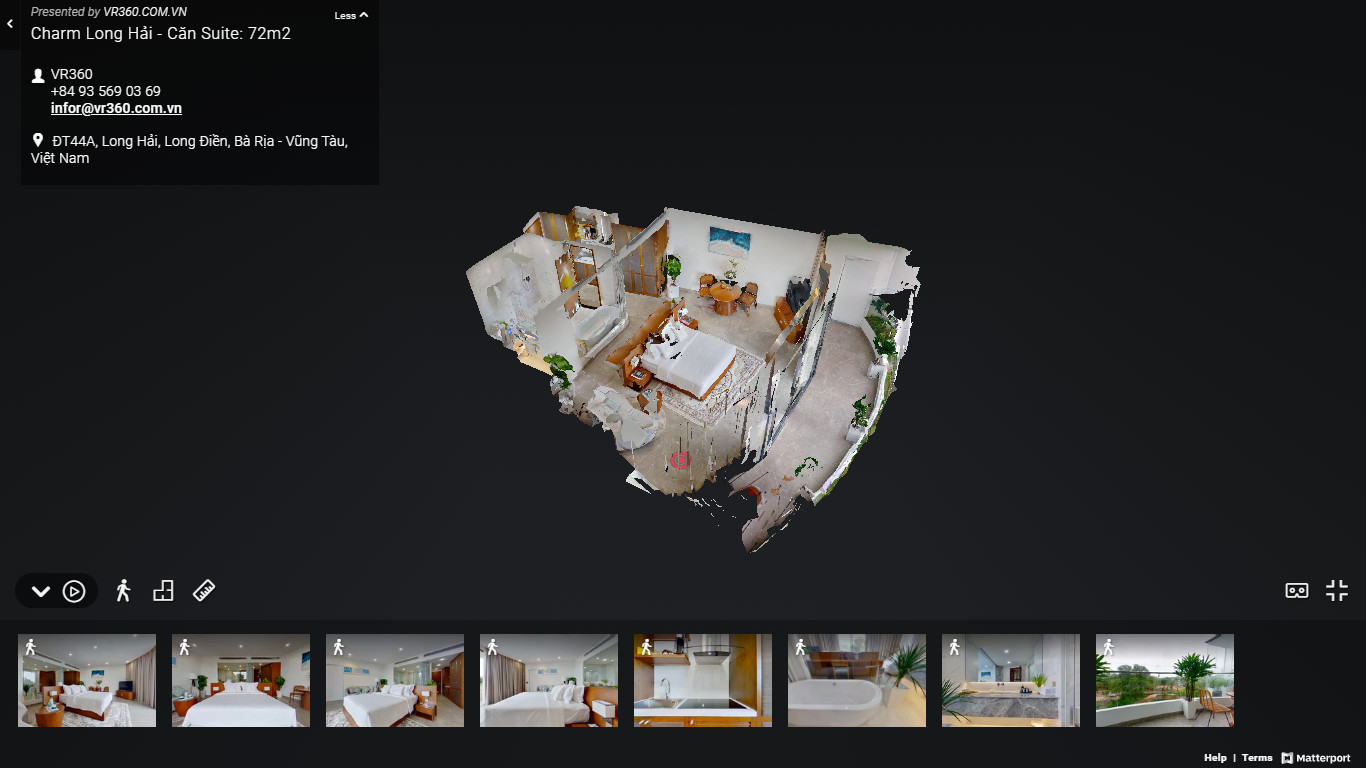 Presented by VR360.COM.VN
Less
Charm Long Hải - Căn Suite: 72m2
VR360
+84 93 569 03 69
infor@vr360.com.vn
ĐT44A, Long Hải, Long Điền, Bà Rịa - Vũng Tàu,
Việt Nam
Help | Terms Matterport